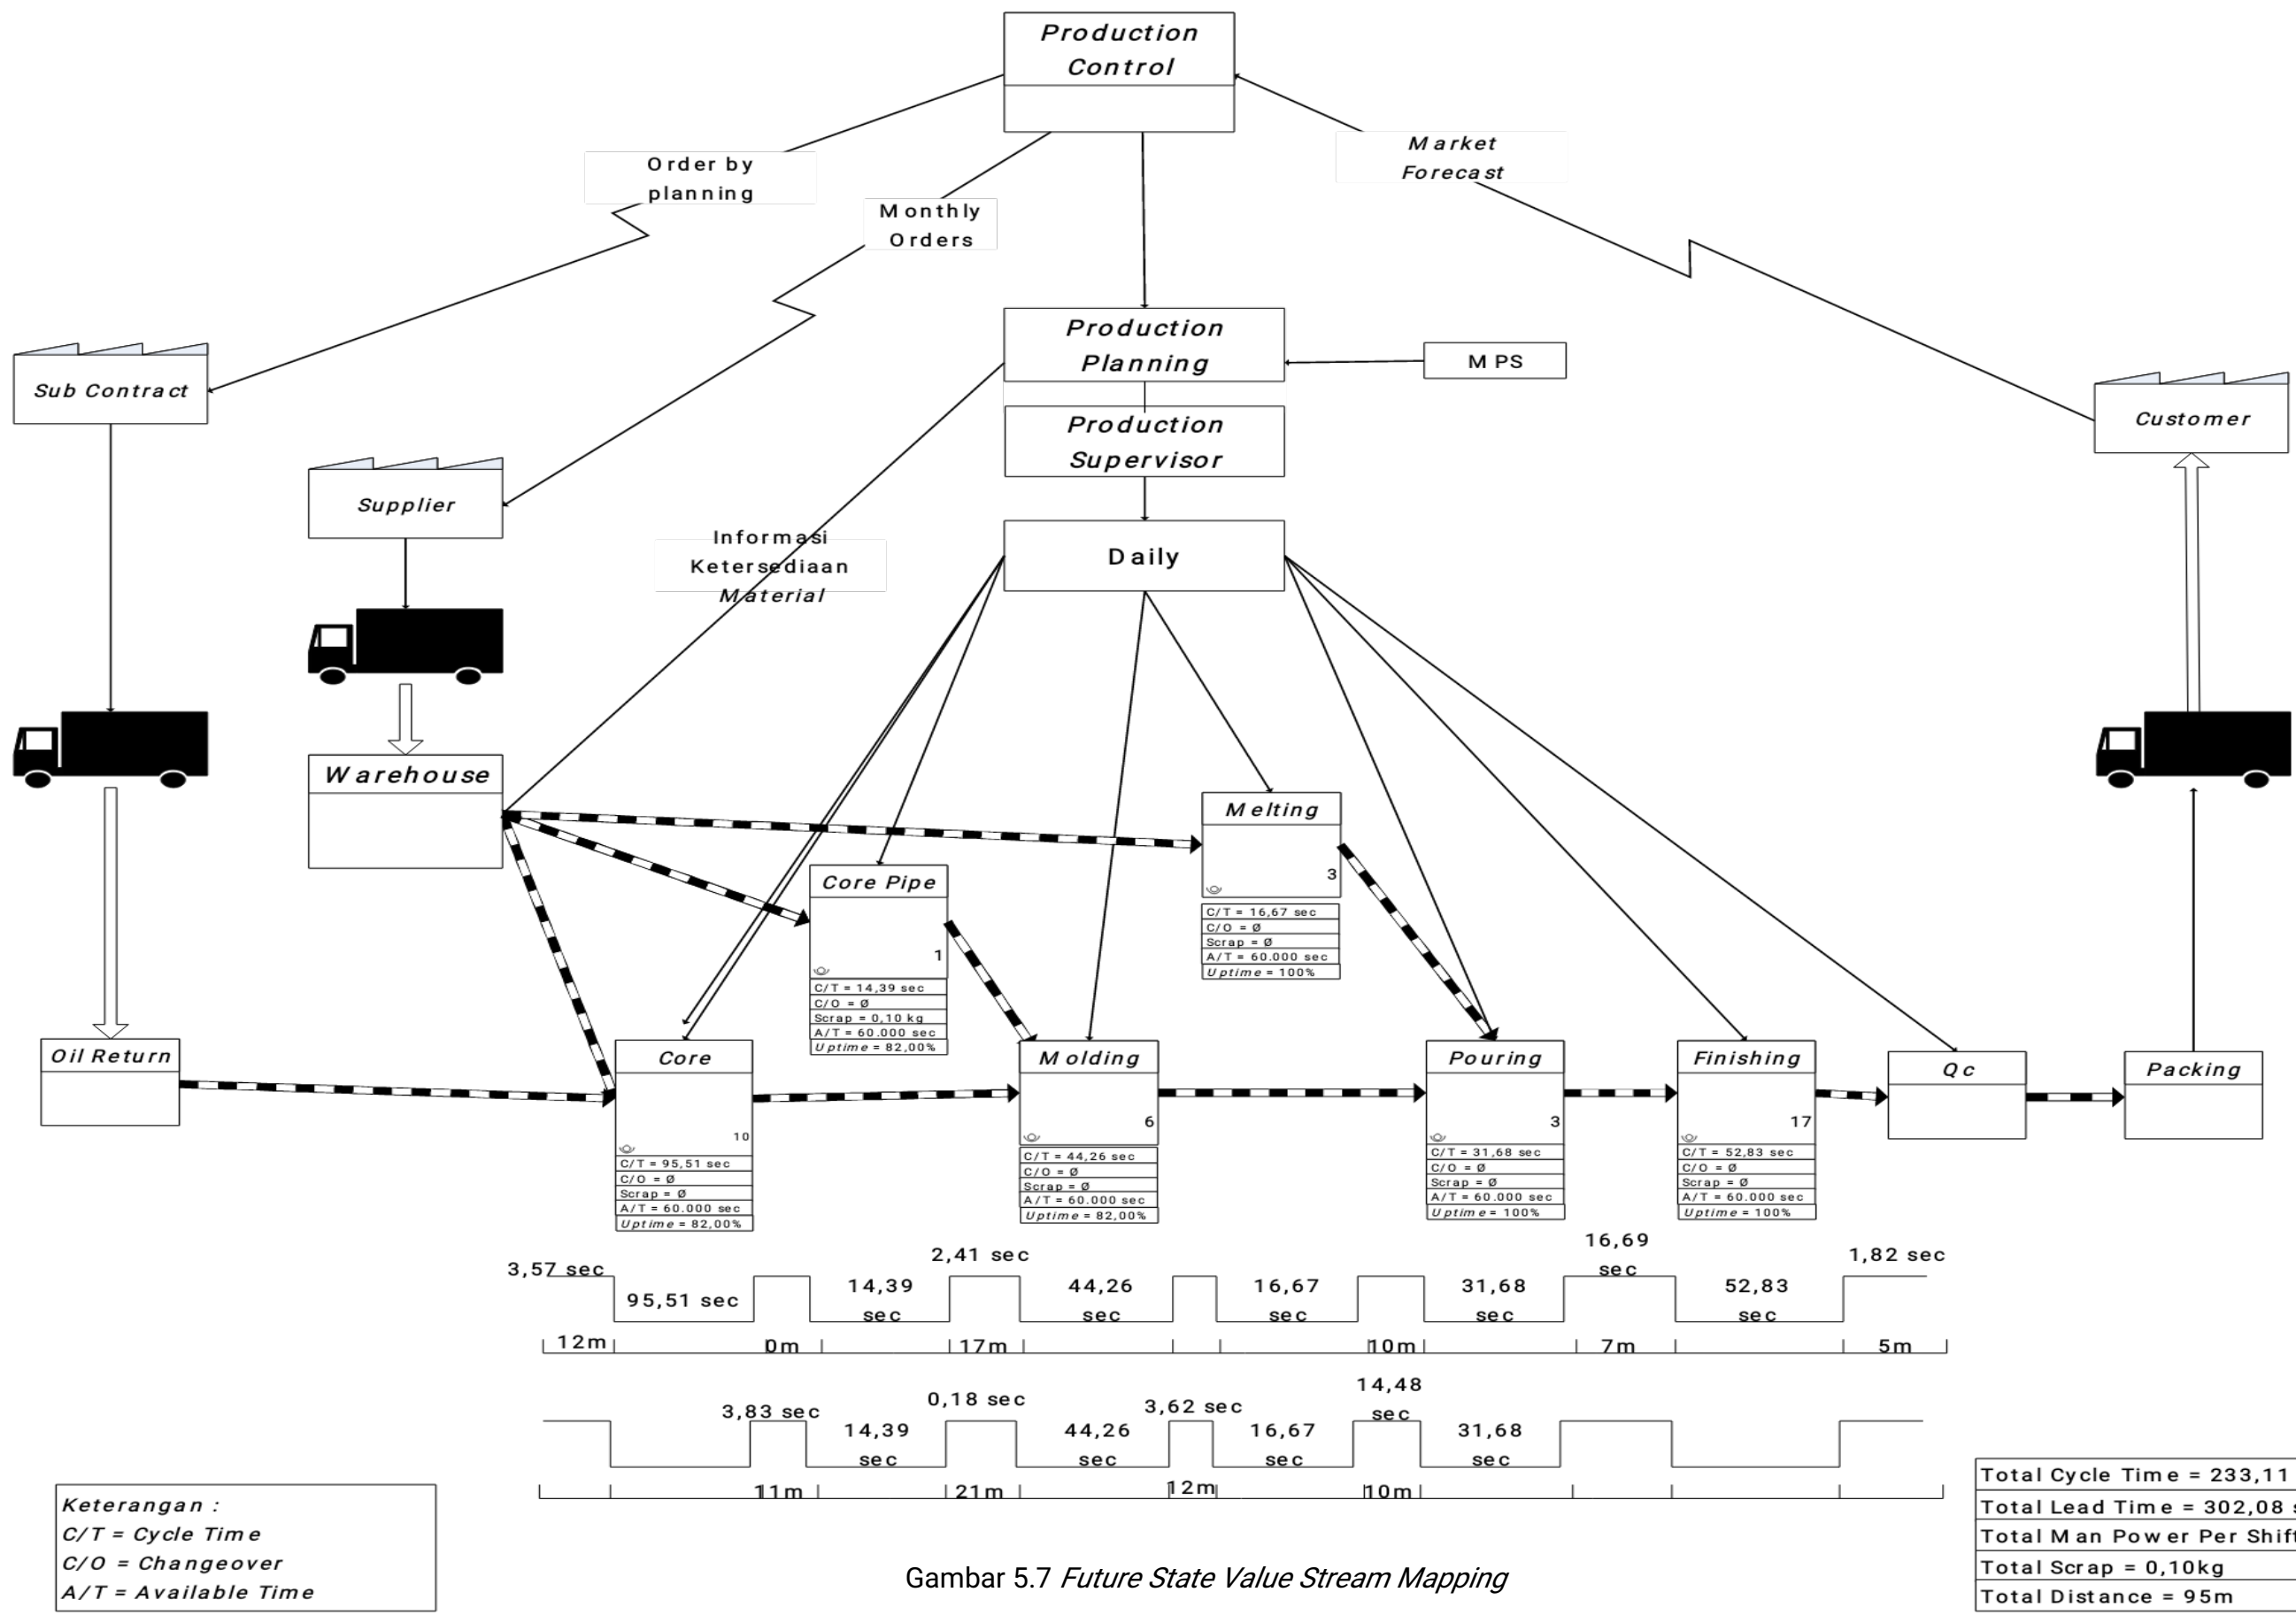 Production
Control
Order by
planning
Monthly
Orders
Market
Forecast
Production
Planning
MPS
Sub Contract
Customer
Production
Supervisor
Supplier
Informasi
Ketersediaan
Material
Daily
Warehouse
Melting
3
C/T = 16,67 sec
C/O = Ø
Scrap = Ø
A/T = 60.000 sec
Uptime = 100%
Core Pipe
1
C/T = 14,39 sec
C/O = Ø
Scrap = 0,10 kg
A/T = 60.000 sec
Uptime = 82,00%
Oil Return
Core
10
C/T = 95,51 sec
C/O = Ø
Scrap = Ø
A/T = 60.000 sec
Uptime = 82,00%
Molding
6
C/T = 44,26 sec
C/O = Ø
Scrap = Ø
A/T = 60.000 sec
Uptime = 82,00%
Pouring
3
C/T = 31,68 sec
C/O = Ø
Scrap = Ø
A/T = 60.000 sec
Uptime = 100%
Finishing
17
C/T = 52,83 sec
C/O = Ø
Scrap = Ø
A/T = 60.000 sec
Uptime = 100%
Qc
Packing
3,57 sec
95,51 sec
14,39
sec
2,41 sec
44,26
sec
16,67
sec
31,68
sec
16,69
sec
52,83
sec
1,82 sec
12m
0m
17m
10m
7m
5m
3,83 sec
14,39
sec
0,18 sec
44,26
sec
3,62 sec
16,67
sec
14,48
sec
31,68
sec
11m
21m
12m
10m
Keterangan :
C/T = Cycle Time
C/O = Changeover
A/T = Available Time
Total Cycle Time = 233,11
Total Lead Time = 302,08 s
Total Man Power Per Shift
Total Scrap = 0,10kg
Total Distance = 95m
Gambar 5.7 Future State Value Stream Mapping